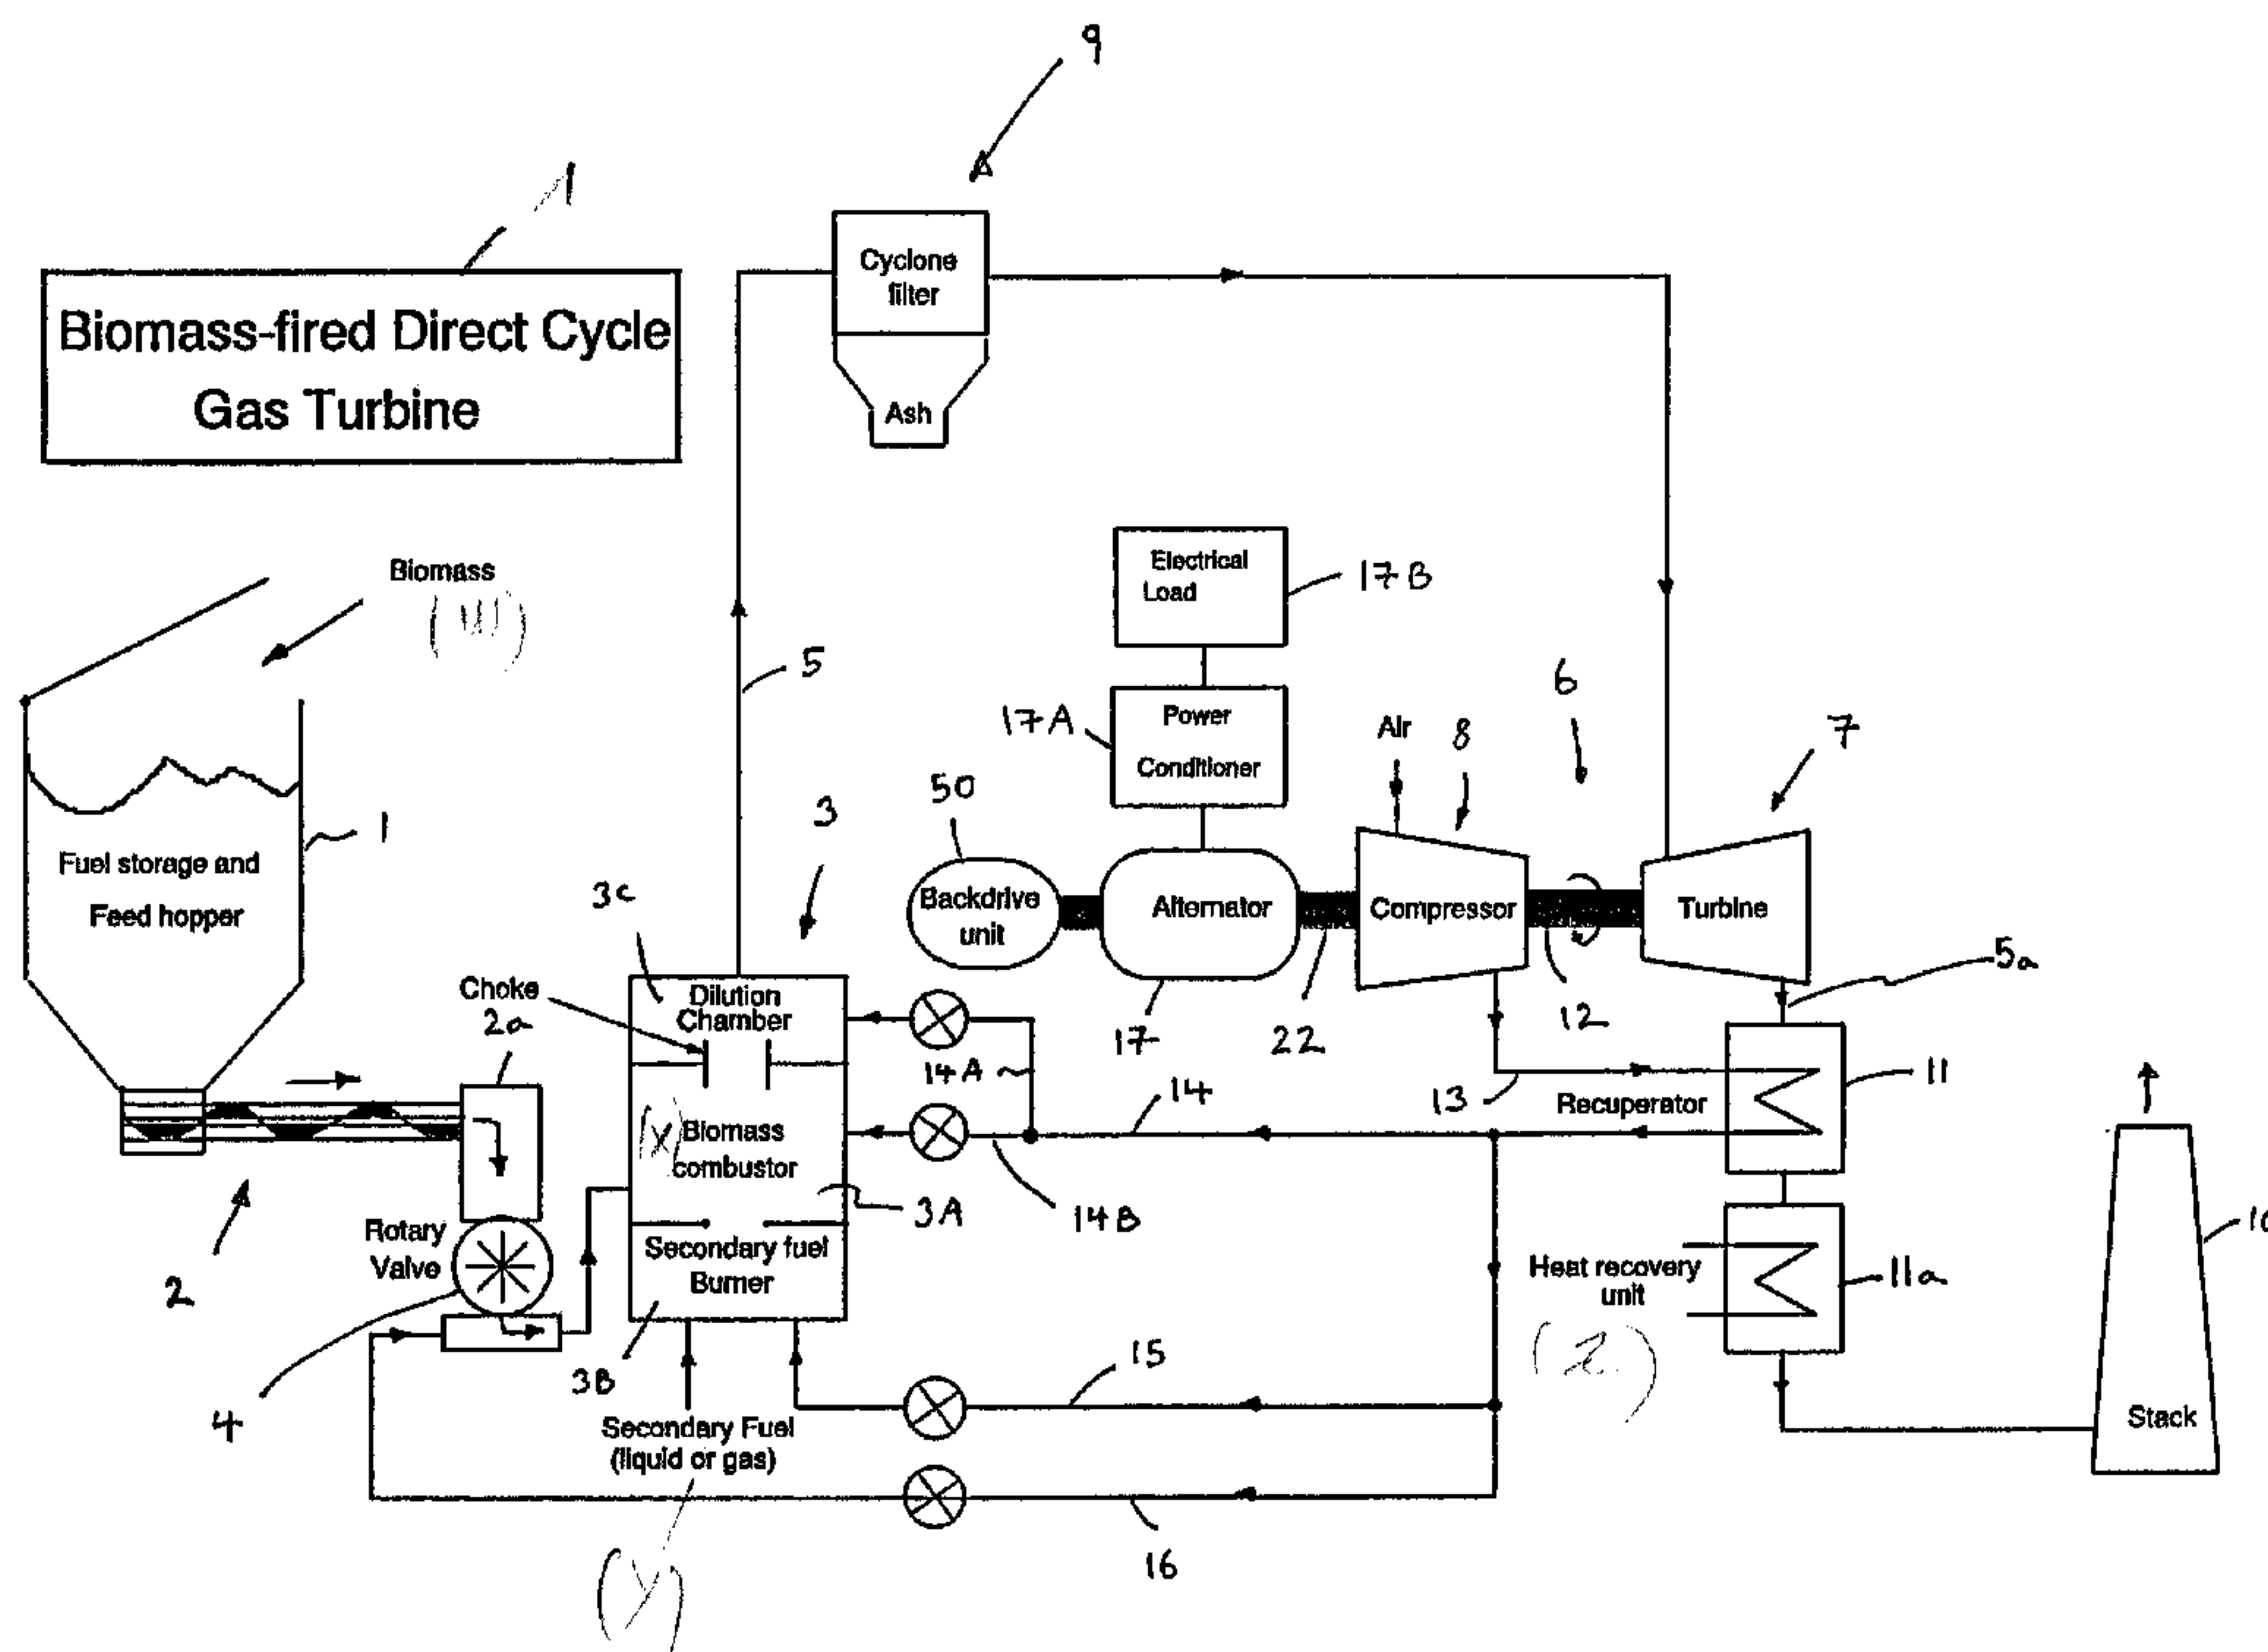 9
Biomass-fired Direct Cycle
Gas Turbine
Cyclone
filter
Ash
Biomass
Electrical
Load
17B
5
6
7
17A
Power
Conditioner
Air
8
50
3
1
Fuel storage and
Feed hopper
3C
Backdrive
unit
Alternator
Compressor
Turbine
5a
Choke
2a
Dilution
Chamber
17
22
12
14A
14
13
Recuperator
11
(X)
Biomass
combustor
3A
14B
Rotary
Valve
Secondary fuel
Burner
Heat recovery
unit
11a
2
(Z)
3B
15
4
Secondary Fuel
(liquid or gas)
Stack
16
(Y)